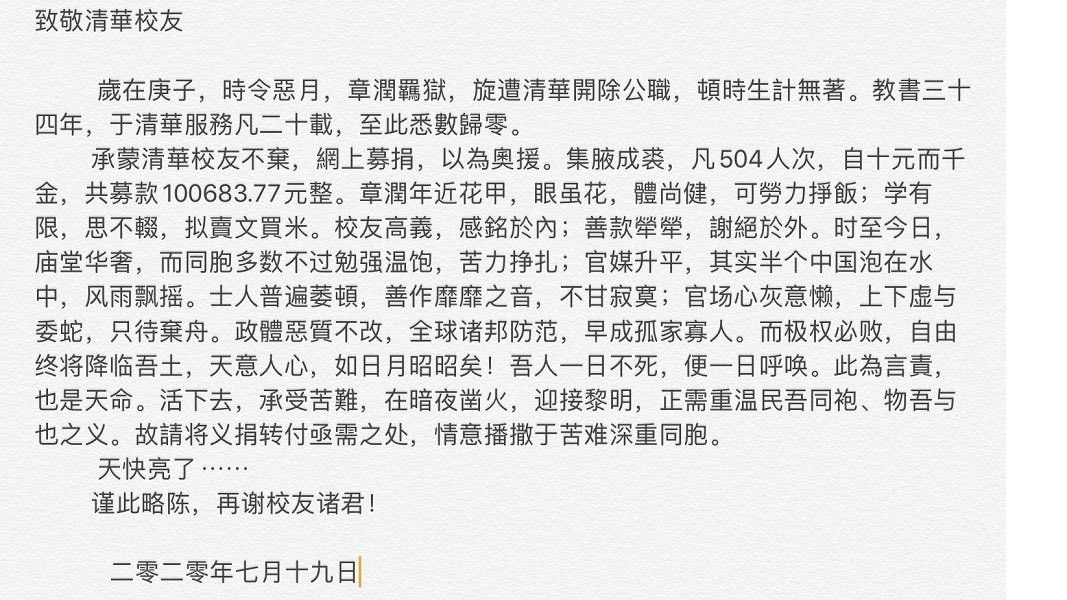 致敬清華校友
歲在庚子，時令惡月，章潤羈獄，旋遭清華開除公職，頓時生計無著。教書三十
四年，于清華服務凡二十載，至此悉數歸零。
承蒙清華校友不棄，網上募捐，以為奧援。集腋成裘，凡504人次，自十元而千
金，共募款100683.77元整。章潤年近花甲，眼虽花，體尚健，可勞力掙飯；学有
限，思不輟，拟賣文買米。校友高義，感銘於內；善款犖犖，謝絕於外。时至今日，
庙堂华奢，而同胞多数不过勉强温饱，苦力挣扎；官媒升平，其实半个中国泡在水
中，风雨飘摇。士人普遍萎頓，善作靡靡之音，不甘寂寞；官场心灰意懒，上下虚与
委蛇，只待棄舟。政體惡質不改，全球诸邦防范，早成孤家寡人。而极权必败，自由
终将降临吾土，天意人心，如日月昭昭矣！吾人一日不死，便一日呼唤。此為言責，
也是天命。活下去，承受苦難，在暗夜凿火，迎接黎明，正需重温民吾同袍、物吾与
也之义。故請将义捐转付亟需之处，情意播撒于苦难深重同胞。
天快亮了……
谨此略陈，再谢校友诸君！
二零二零年七月十九日